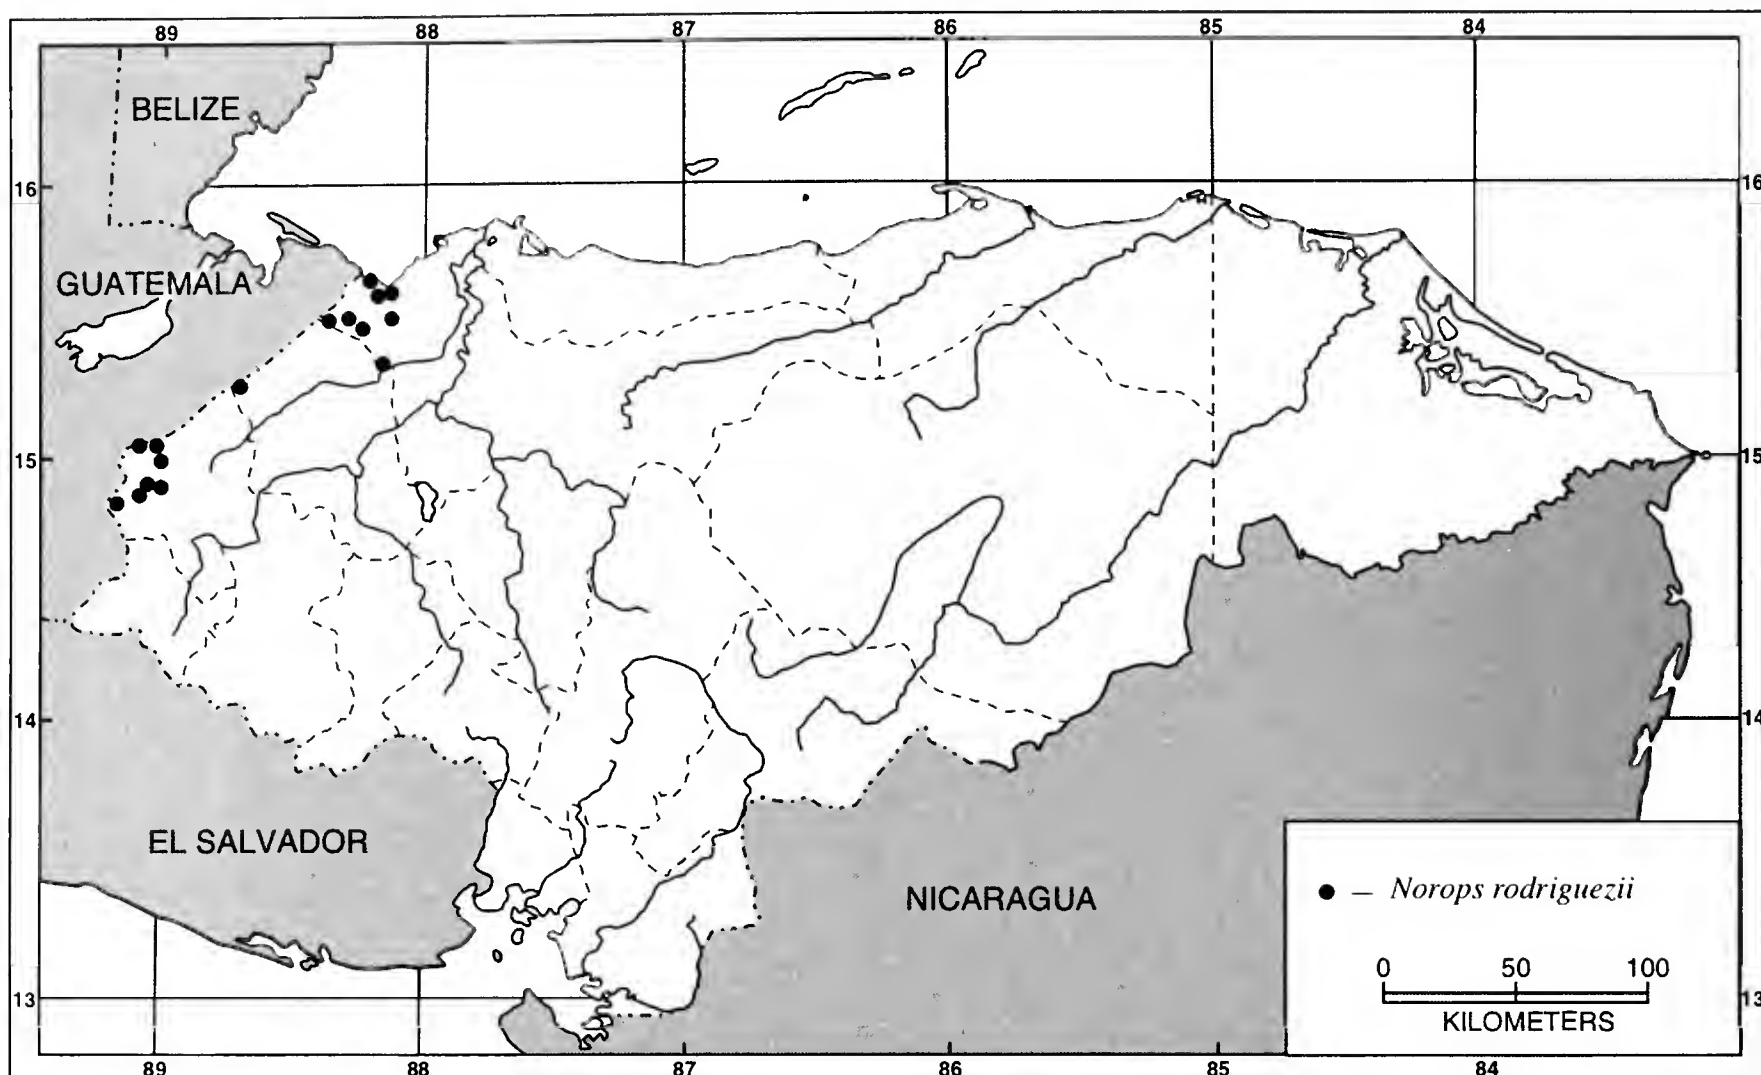 89 88 87 86 85 84
BELIZE
16 16
GUATEMALA
15 15
14 14
EL SALVADOR
NICARAGUA
● – Norops rodriguezii
0 50 100
KILOMETERS
13 13
89 88 87 86 85 84